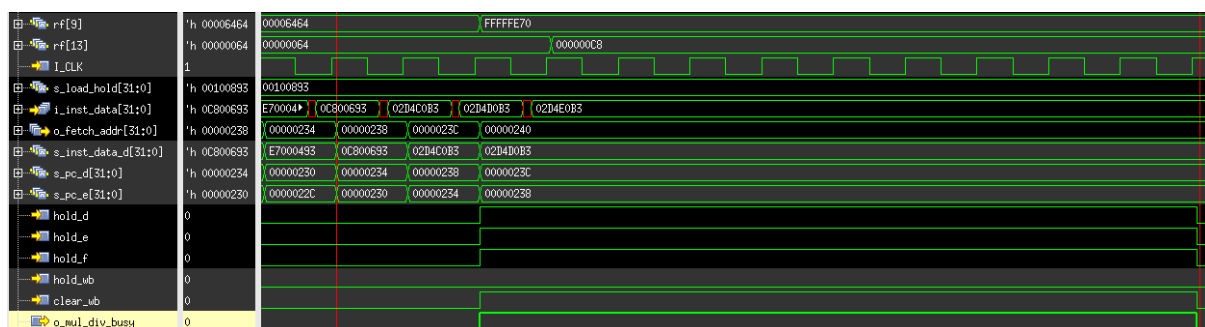 rf[9] 'h 00006464 00006464 FFFFFE70
rf[13] 'h 00000064 00000064 000000C8
I_CLK 1
s_load_hold[31:0] 'h 00100893 00100893
i_inst_data[31:0] 'h 0C800693 E70004 0C800693 02D4C0B3 02D4D0B3 02D4E0B3
o_fetch_addr[31:0] 'h 00000238 00000234 00000238 0000023C 00000240
s_inst_data_d[31:0] 'h 0C800693 E7000493 0C800693 02D4C0B3 02D4D0B3
s_pc_d[31:0] 'h 00000234 00000230 00000234 00000238 0000023C
s_pc_e[31:0] 'h 00000230 0000022C 00000230 00000234 00000238
hold_d 0
hold_e 0
hold_f 0
hold_wb 0
clear_wb 0
o_mul_div_busy 0